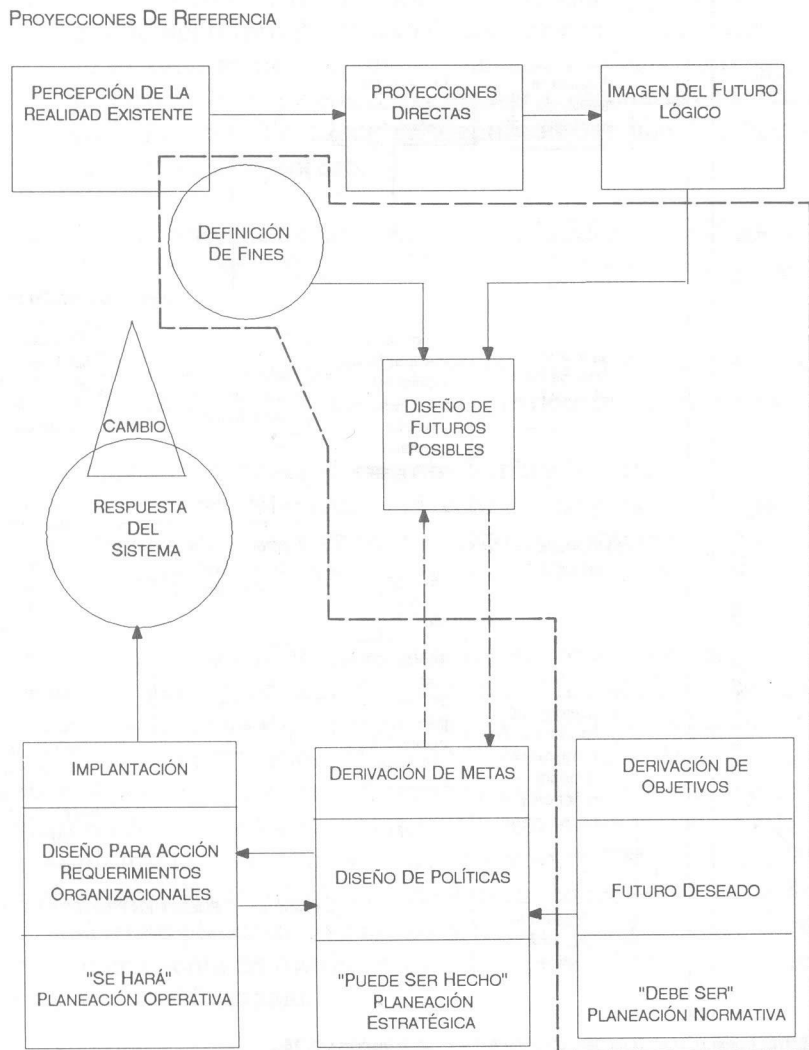 PROYECCIONES DE REFERENCIA
PERCEPCIÓN DE LA
REALIDAD EXISTENTE
PROYECCIONES
DIRECTAS
IMAGEN DEL FUTURO
LÓGICO
DEFINICIÓN
DE FINES
DISEÑO DE
FUTUROS
POSIBLES
CAMBIO
RESPUESTA
DEL
SISTEMA
IMPLANTACIÓN
DISEÑO PARA ACCIÓN
REQUERIMIENTOS
ORGANIZACIONALES
"SE HARÁ"
PLANEACIÓN OPERATIVA
DERIVACIÓN DE METAS
DISEÑO DE POLÍTICAS
"PUEDE SER HECHO"
PLANEACIÓN
ESTRATÉGICA
DERIVACIÓN DE
OBJETIVOS
FUTURO DESEADO
"DEBE SER"
PLANEACIÓN NORMATIVA